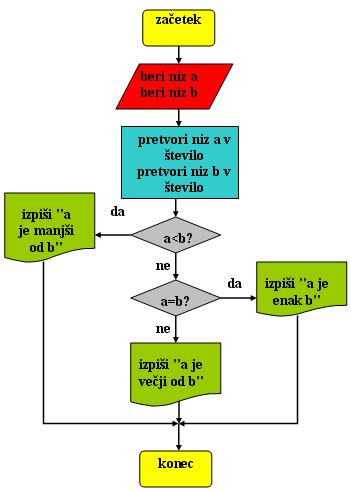 začetek
beri niz a
beri niz b
pretvori niz a v
število
pretvori niz b v
število
da
izpiši "a
je manjši
od b"
a<b?
ne
da
a=b?
izpiši "a je
enak b"
ne
izpiši "a je
večji od b"
konec